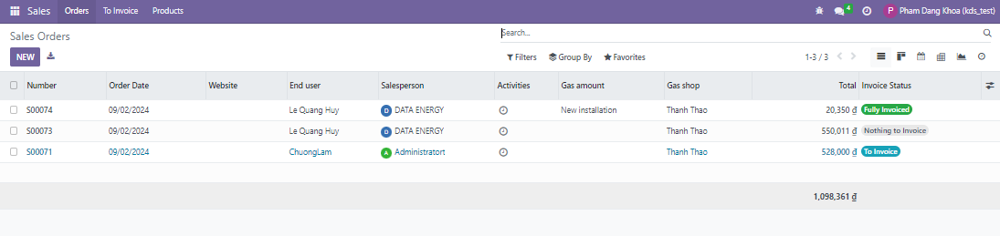 Sales Orders To Invoice Products 4 P Pham Dang Khoa (kds_test)
Sales Orders Search...
NEW Filters Group By Favorites 1-3 / 3
Number Order Date Website End user Salesperson Activities Gas amount Gas shop Total Invoice Status
S00074 09/02/2024 Le Quang Huy D DATA ENERGY New installation Thanh Thao 20,350 ₫ Fully Invoiced
S00073 09/02/2024 Le Quang Huy D DATA ENERGY Thanh Thao 550,011 ₫ Nothing to Invoice
S00071 09/02/2024 ChuongLam A Administratort Thanh Thao 528,000 ₫ To Invoice
1,098,361 ₫